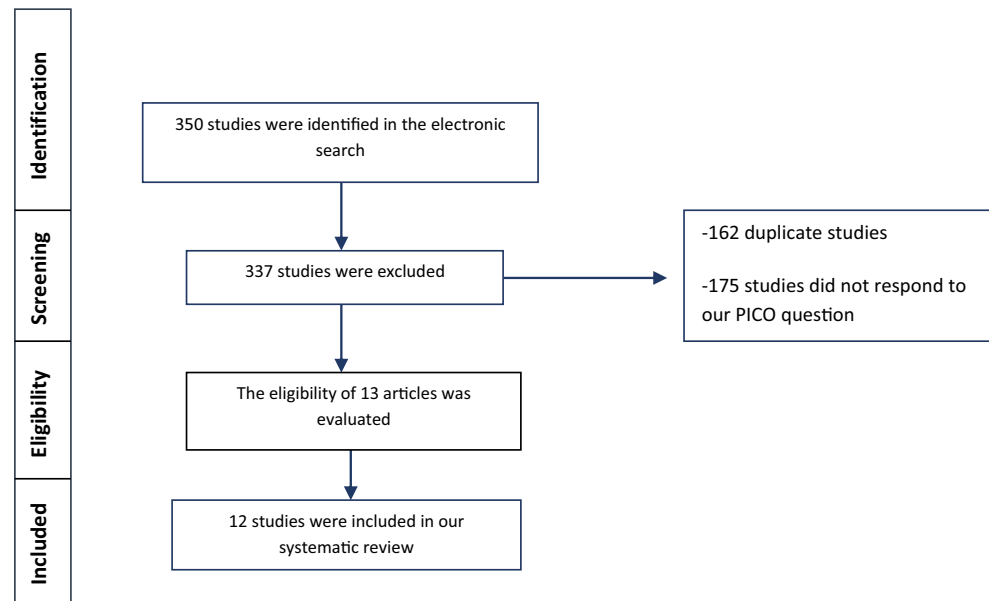 Identification
350 studies were identified in the electronic
search
Screening
337 studies were excluded
-162 duplicate studies
-175 studies did not respond to
our PICO question
Eligibility
The eligibility of 13 articles was
evaluated
Included
12 studies were included in our
systematic review